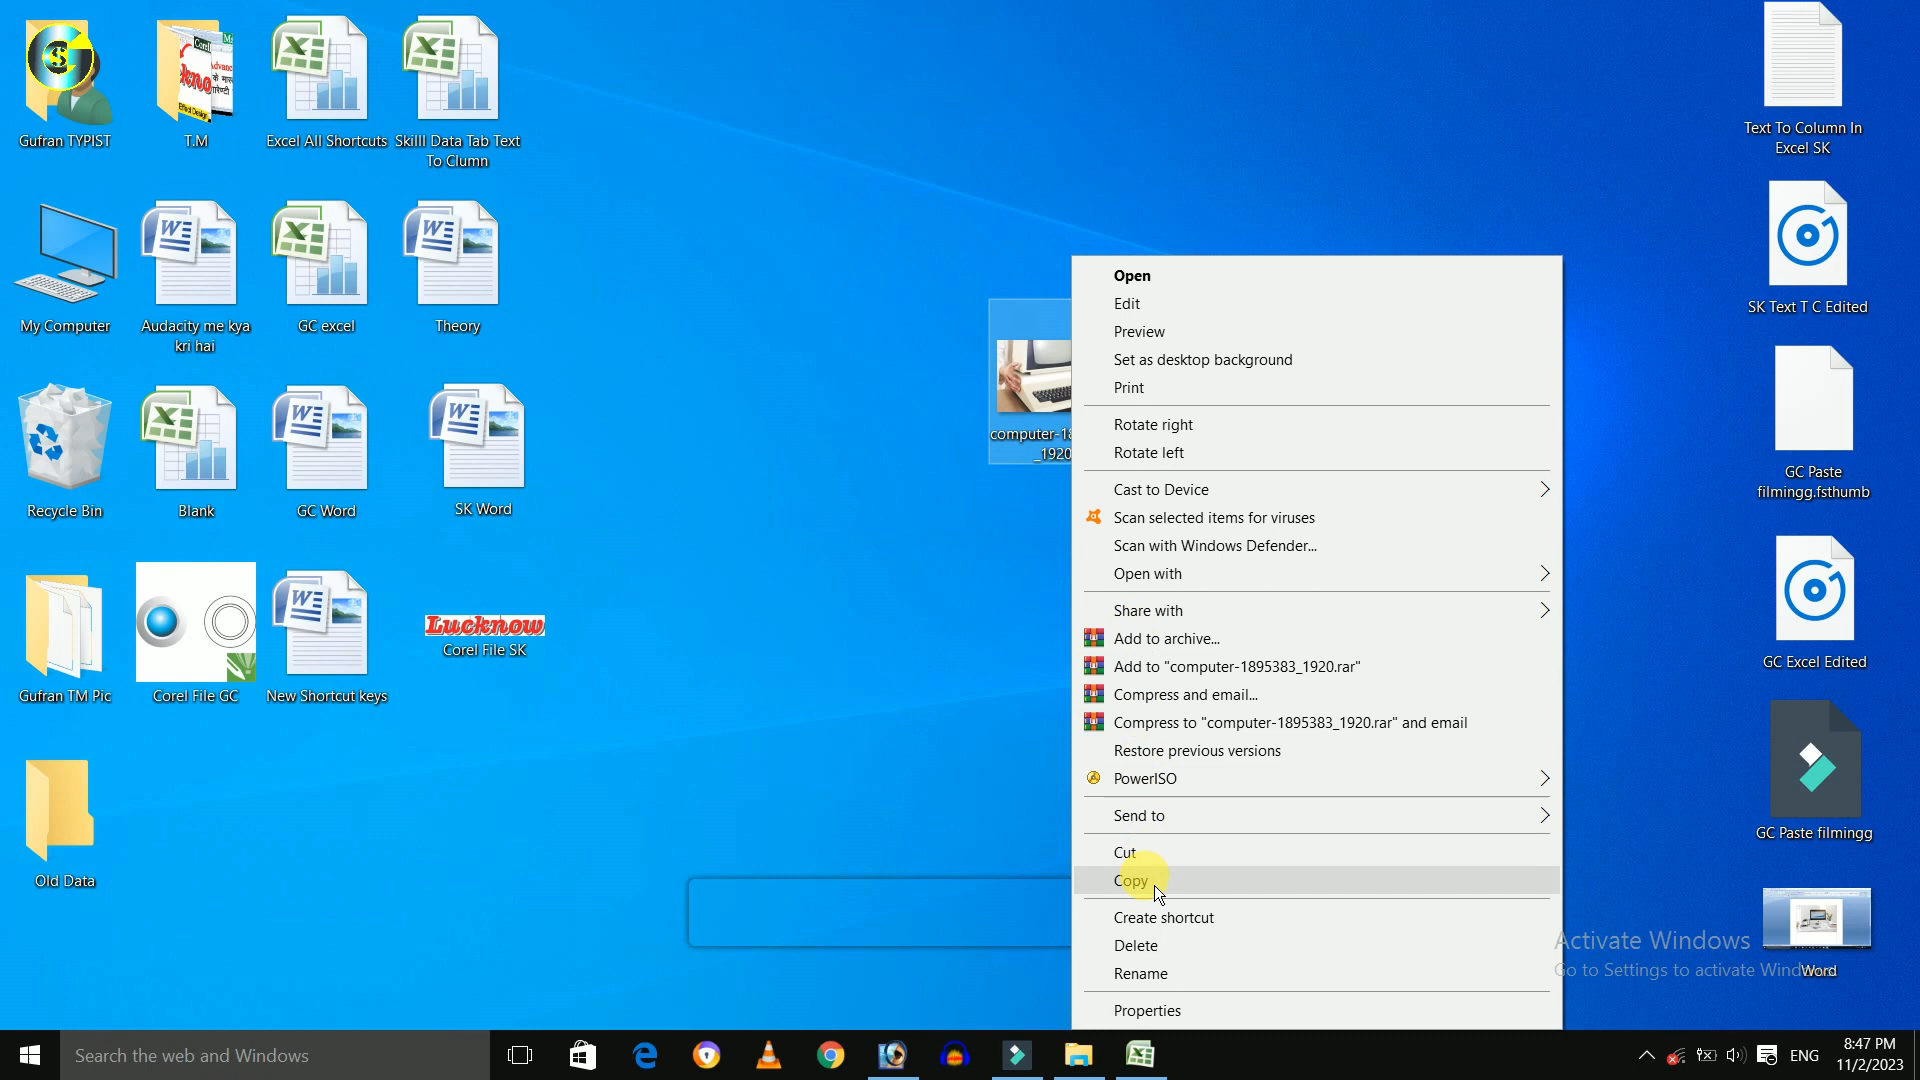 Gufran TYPIST
T.M
Excel All Shortcuts
Skilll Data Tab Text
To Clumn
My Computer
Audacity me kya
kri hai
GC excel
Theory
Recycle Bin
Blank
GC Word
SK Word
Gufran TM Pic
Corel File GC
New Shortcut keys
Lucknow
Corel File SK
Old Data
computer-18
_1920
Open
Edit
Preview
Set as desktop background
Print
Rotate right
Rotate left
Cast to Device
Scan selected items for viruses
Scan with Windows Defender...
Open with
Share with
Add to archive...
Add to "computer-1895383_1920.rar"
Compress and email...
Compress to "computer-1895383_1920.rar" and email
Restore previous versions
PowerISO
Send to
Cut
Copy
Create shortcut
Delete
Rename
Properties
Text To Column In
Excel SK
SK Text T C Edited
GC Paste
filmingg.fsthumb
GC Excel Edited
GC Paste filmingg
Word
Activate Windows
Go to Settings to activate Windows
Search the web and Windows
ENG
8:47 PM
11/2/2023